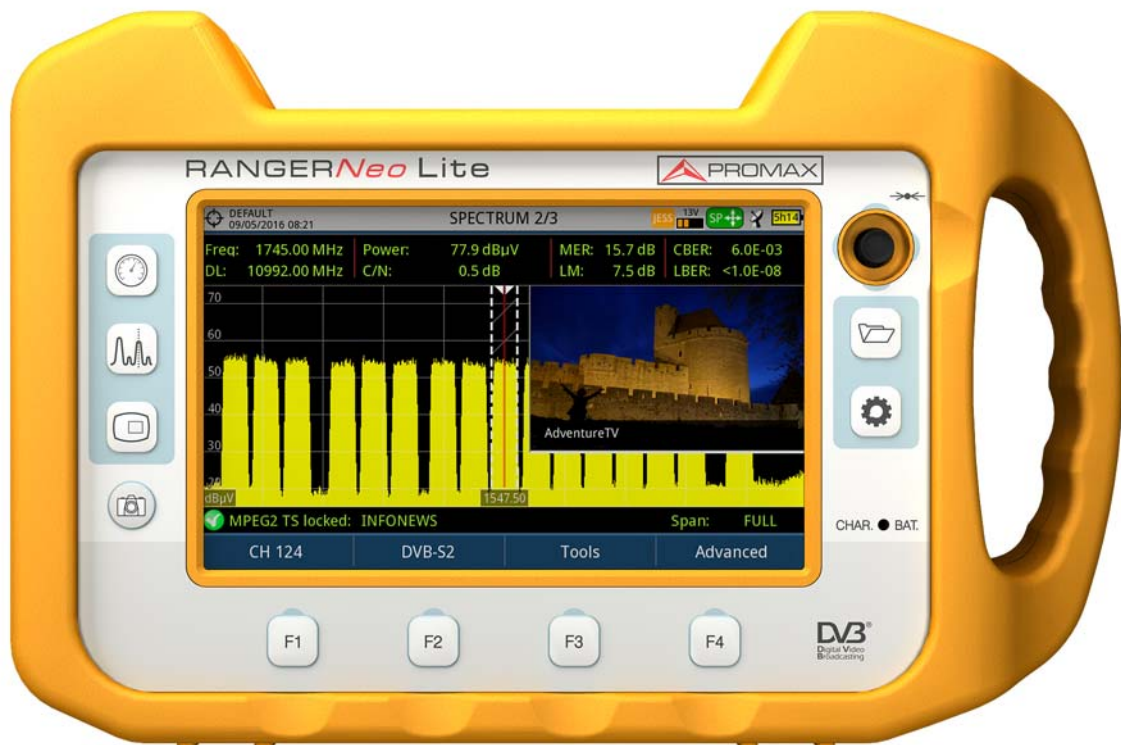 RANGERNeo Lite
PROMAX
DEFAULT
09/05/2016 08:21
SPECTRUM 2/3
JESS
13V
SP
5h14
Freq: 1745.00 MHz Power: 77.9 dBµV MER: 15.7 dB CBER: 6.0E-03
DL: 10992.00 MHz C/N: 0.5 dB LM: 7.5 dB LBER: <1.0E-08
70
60
50
40
30
20
dBµV
1547.50
AdventureTV
MPEG2 TS locked: INFONEWS Span: FULL
CH 124 DVB-S2 Tools Advanced
CHAR. BAT.
F1 F2 F3 F4
DVB®
Digital Video
Broadcasting